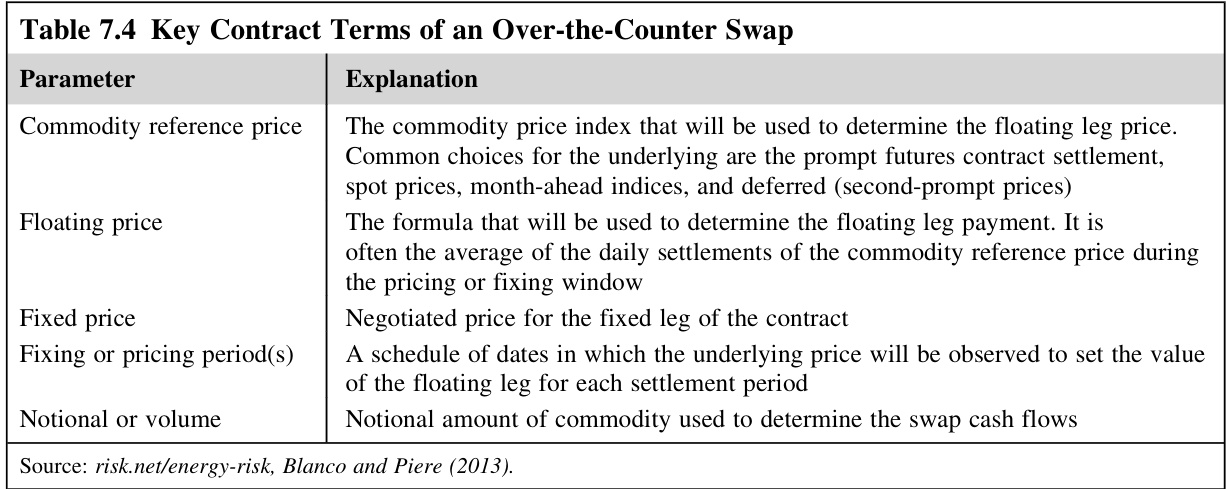 Table 7.4 Key Contract Terms of an Over-the-Counter Swap
Parameter Explanation
Commodity reference price The commodity price index that will be used to determine the floating leg price.
Common choices for the underlying are the prompt futures contract settlement,
spot prices, month-ahead indices, and deferred (second-prompt prices)
Floating price The formula that will be used to determine the floating leg payment. It is
often the average of the daily settlements of the commodity reference price during
the pricing or fixing window
Fixed price Negotiated price for the fixed leg of the contract
Fixing or pricing period(s) A schedule of dates in which the underlying price will be observed to set the value
of the floating leg for each settlement period
Notional or volume Notional amount of commodity used to determine the swap cash flows
Source: risk.net/energy-risk, Blanco and Piere (2013).